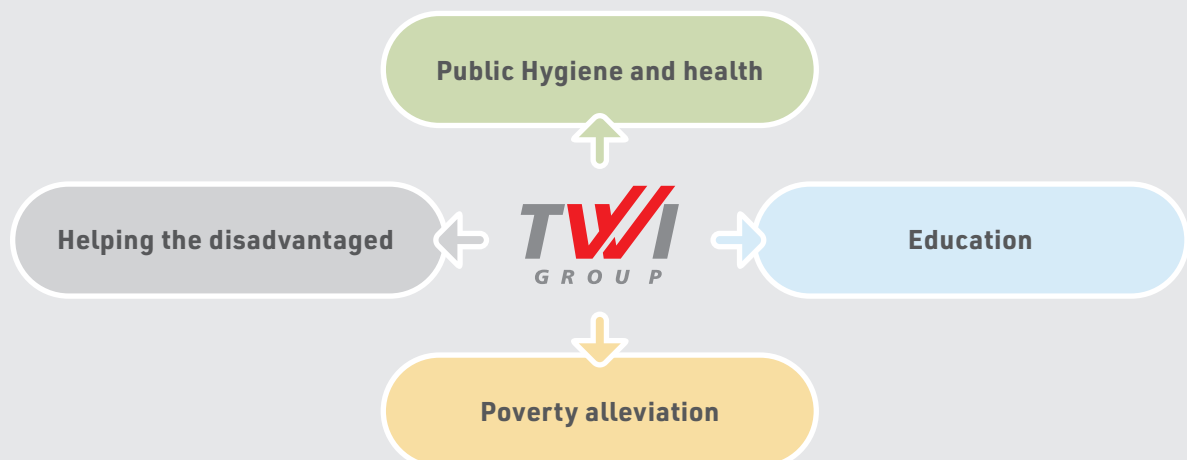 Public Hygiene and health
Helping the disadvantaged
TWI
GROUP
Education
Poverty alleviation